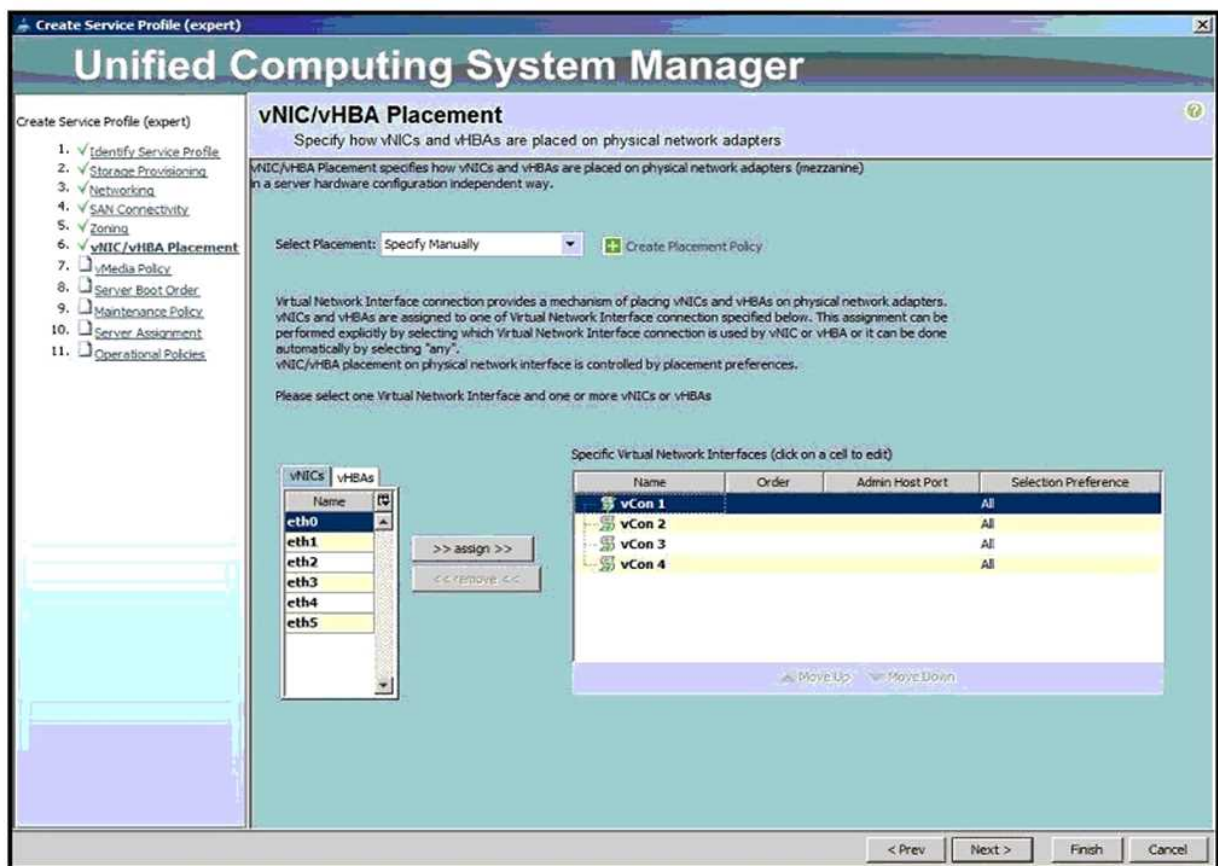 Create Service Profile (expert)
Unified Computing System Manager
Create Service Profile (expert)
1. Identify Service Profile
2. Storage Provisioning
3. Networking
4. SAN Connectivity
5. Zoning
6. vNIC/vHBA Placement
7. vMedia Policy
8. Server Boot Order
9. Maintenance Policy
10. Server Assignment
11. Operational Policies
vNIC/vHBA Placement
Specify how vNICs and vHBAs are placed on physical network adapters
vNIC/vHBA Placement specifies how vNICs and vHBAs are placed on physical network adapters (mezzanine)
in a server hardware configuration independent way.
Select Placement: Specify Manually
Create Placement Policy
Virtual Network Interface connection provides a mechanism of placing vNICs and vHBAs on physical network adapters.
vNICs and vHBAs are assigned to one of Virtual Network Interface connection specified below. This assignment can be
performed explicitly by selecting which Virtual Network Interface connection is used by vNIC or vHBA or it can be done
automatically by selecting "any".
vNIC/vHBA placement on physical network interface is controlled by placement preferences.
Please select one Virtual Network Interface and one or more vNICs or vHBAs
vNICs vHBAs
Name
eth0
eth1
eth2
eth3
eth4
eth5
>> assign >>
<< remove <<
Specific Virtual Network Interfaces (click on a cell to edit)
Name Order Admin Host Port Selection Preference
vCon 1 All
vCon 2 All
vCon 3 All
vCon 4 All
Move Up Move Down
< Prev Next > Finish Cancel